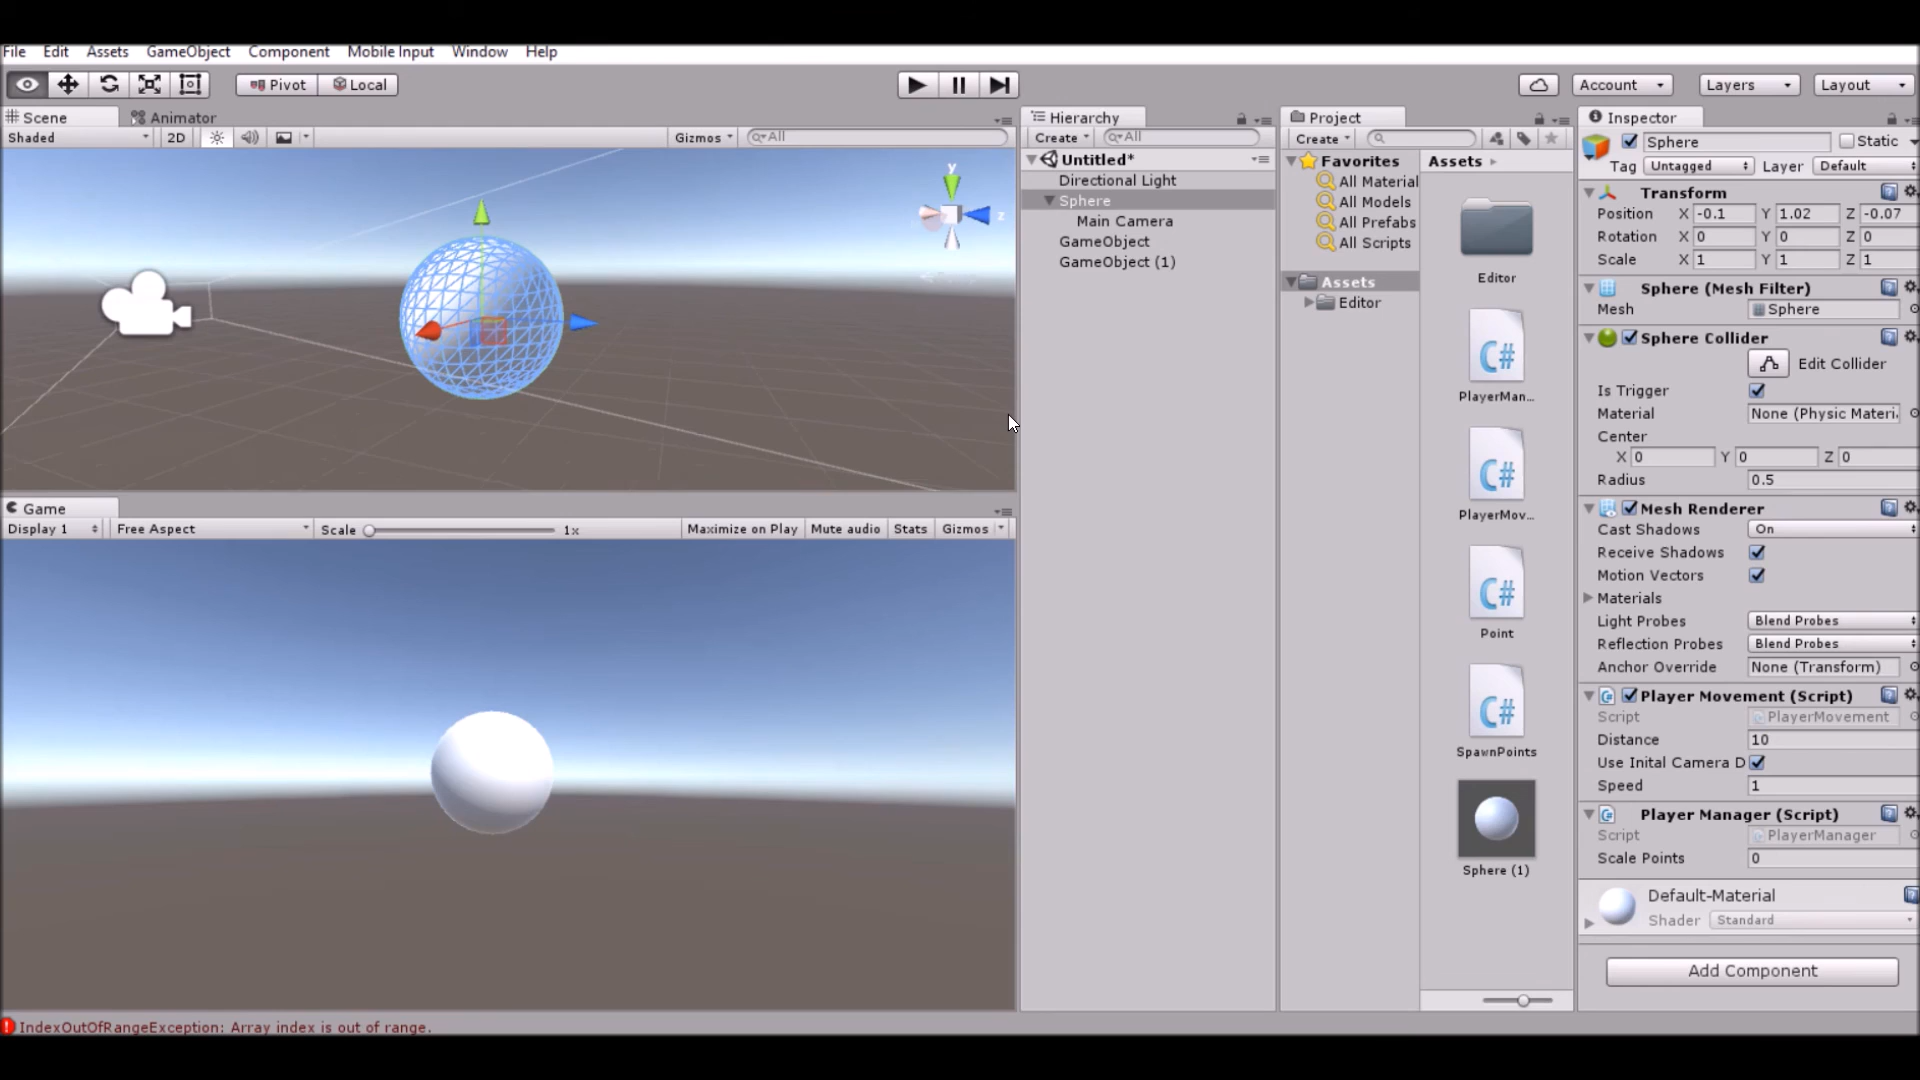 File Edit Assets GameObject Component Mobile Input Window Help
Pivot Local Account Layers Layout
Scene Animator
Shaded 2D Gizmos All
y
z
Game
Display 1 Free Aspect Scale 1x Maximize on Play Mute audio Stats Gizmos
IndexOutOfRangeException: Array index is out of range.
Hierarchy
Create All
Untitled*
Directional Light
Sphere
Main Camera
GameObject
GameObject (1)
Project
Create
Favorites
All Material
All Models
All Prefabs
All Scripts
Assets
Editor
Assets
Editor
C#
PlayerMan...
C#
PlayerMov...
C#
Point
C#
SpawnPoints
Sphere (1)
Inspector
Sphere Static
Tag Untagged Layer Default
Transform
Position X -0.1 Y 1.02 Z -0.07
Rotation X 0 Y 0 Z 0
Scale X 1 Y 1 Z 1
Sphere (Mesh Filter)
Mesh Sphere
Sphere Collider
Edit Collider
Is Trigger
Material None (Physic Materi
Center
X 0 Y 0 Z 0
Radius 0.5
Mesh Renderer
Cast Shadows On
Receive Shadows
Motion Vectors
Materials
Light Probes Blend Probes
Reflection Probes Blend Probes
Anchor Override None (Transform)
Player Movement (Script)
Script PlayerMovement
Distance 10
Use Inital Camera D
Speed 1
Player Manager (Script)
Script PlayerManager
Scale Points 0
Default-Material
Shader Standard
Add Component